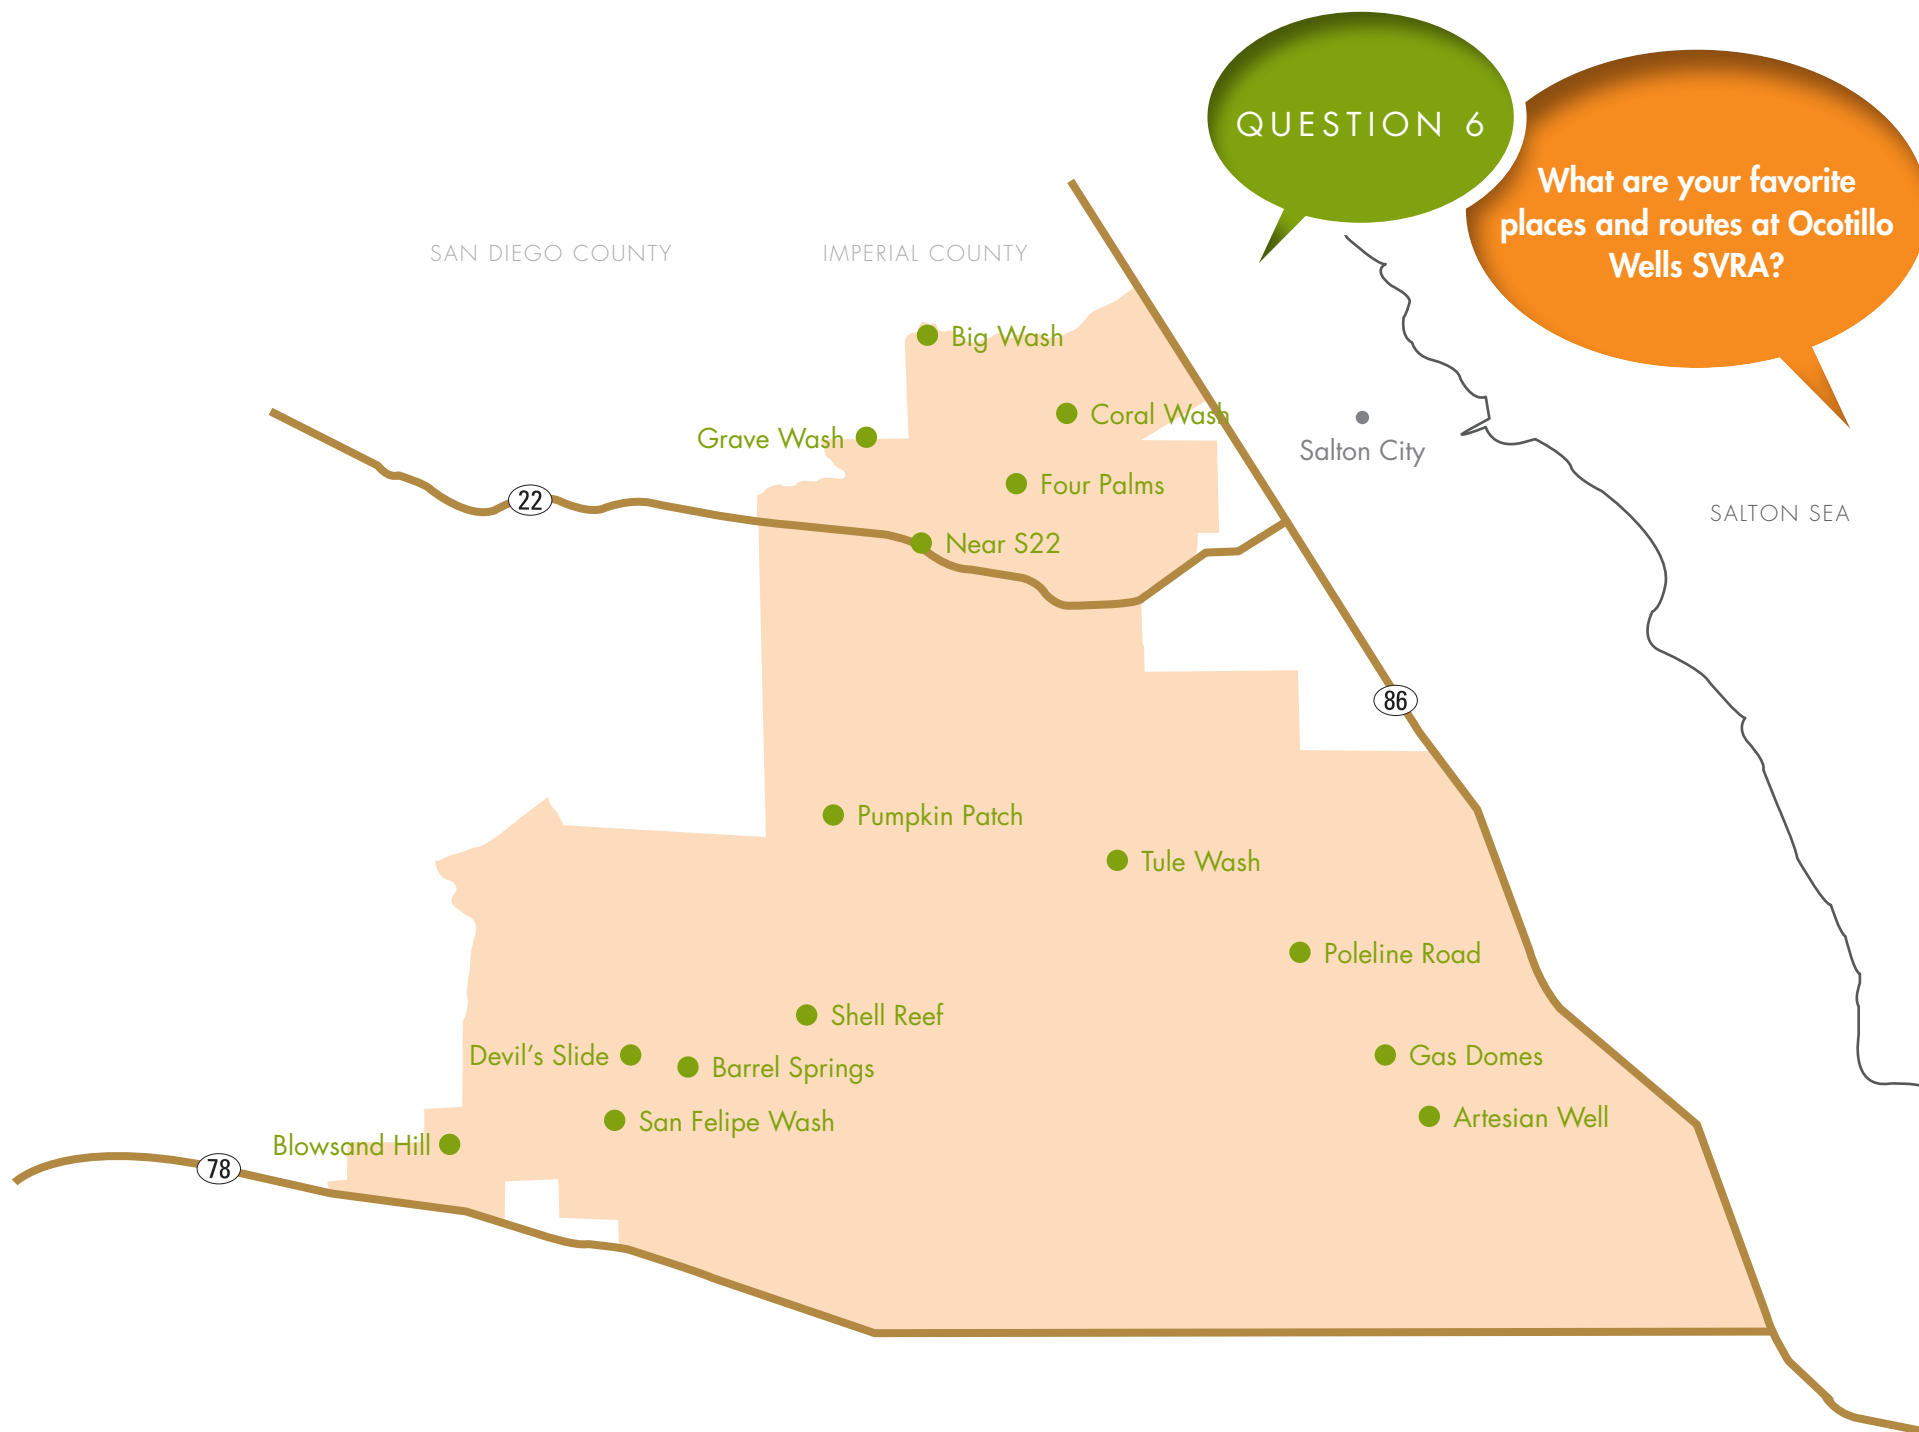 QUESTION 6
What are your favorite
places and routes at Ocotillo
Wells SVRA?
SAN DIEGO COUNTY
IMPERIAL COUNTY
Big Wash
Coral Wash
Grave Wash
Salton City
Four Palms
22
SALTON SEA
Near S22
86
Pumpkin Patch
Tule Wash
Poleline Road
Shell Reef
Devil’s Slide
Barrel Springs
Gas Domes
San Felipe Wash
Artesian Well
Blowsand Hill
78